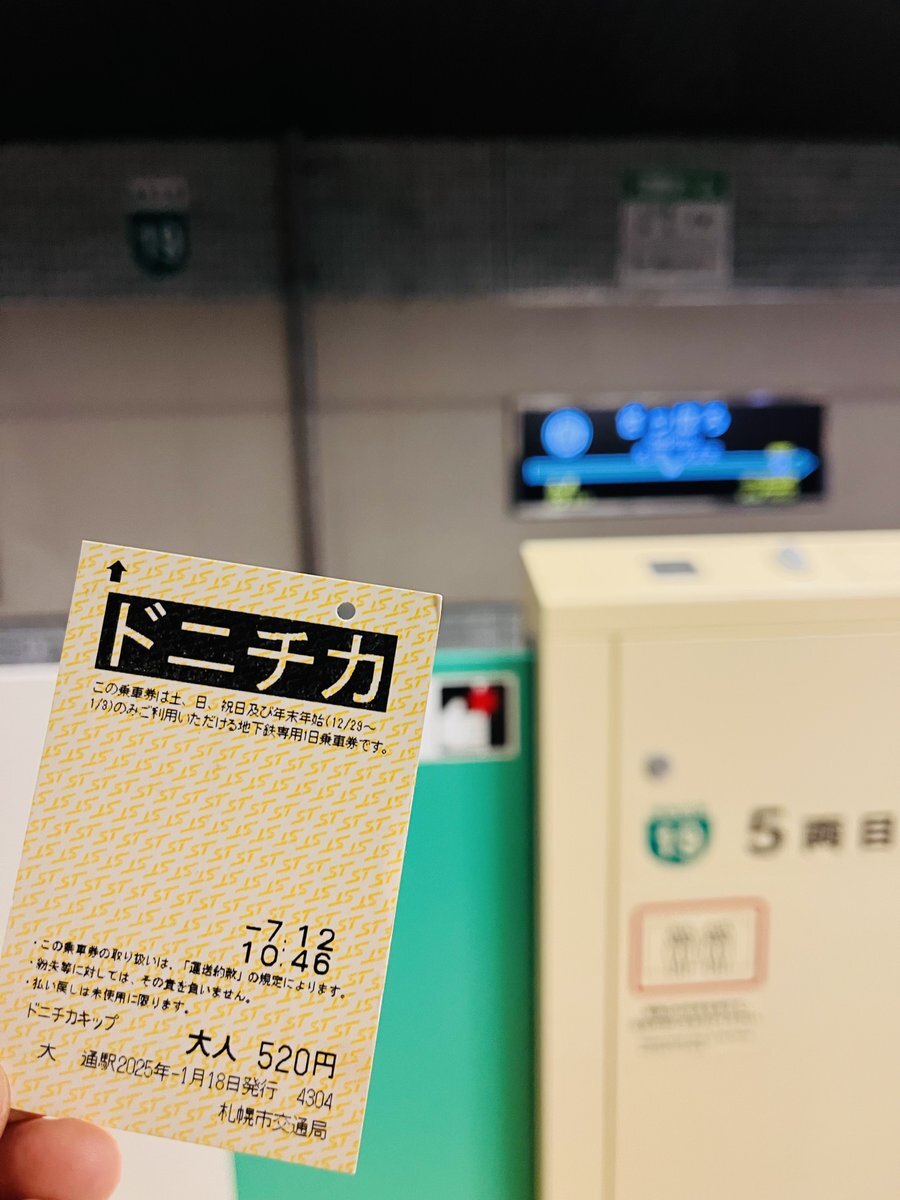 ドニチカ
この乗車券は土、日、祝日及び年末年始(12/29～
1/3)のみご利用いただける地下鉄専用1日乗車券です。
-7.12
10:46
・この乗車券の取り扱いは、「運送約款」の規定によります。
・紛失等に対しては、その責を負いません。
・払い戻しは未使用に限ります。
ドニチカキップ
大人 520円
大 通駅2025年-1月18日発行 4304
札幌市交通局
19
19 5両目